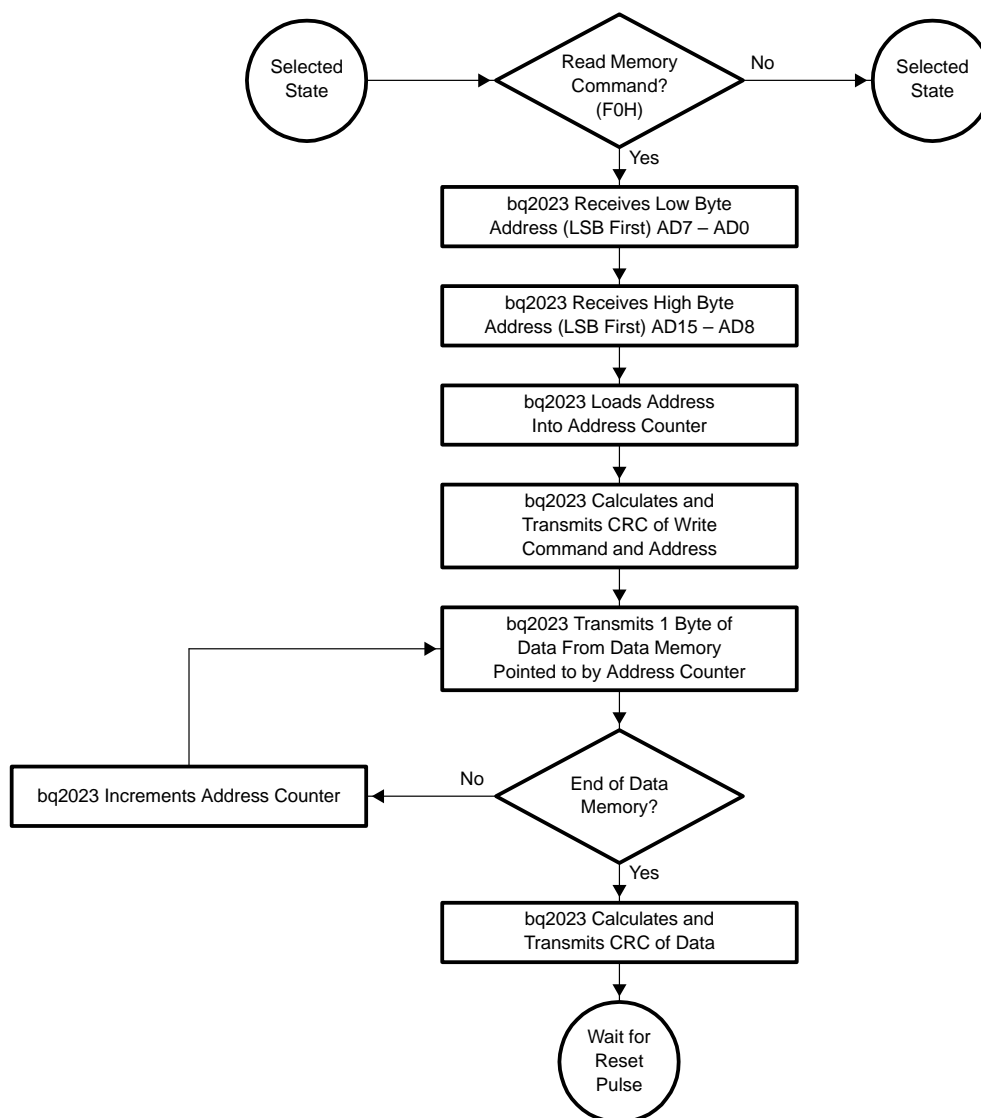 Selected
State
Read Memory
Command?
(F0H)
No
Selected
State
Yes
bq2023 Receives Low Byte
Address (LSB First) AD7 – AD0
bq2023 Receives High Byte
Address (LSB First) AD15 – AD8
bq2023 Loads Address
Into Address Counter
bq2023 Calculates and
Transmits CRC of Write
Command and Address
bq2023 Transmits 1 Byte of
Data From Data Memory
Pointed to by Address Counter
bq2023 Increments Address Counter
No
End of Data
Memory?
Yes
bq2023 Calculates and
Transmits CRC of Data
Wait for
Reset
Pulse